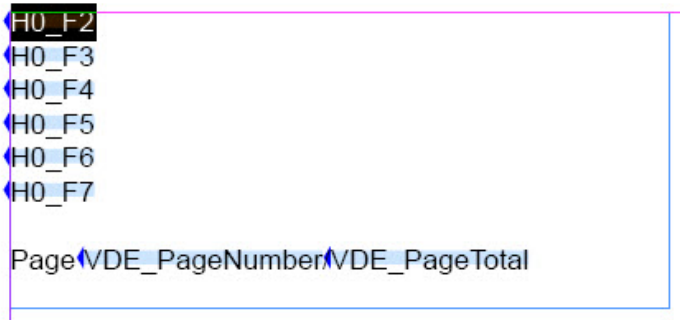 H0_F2
H0_F3
H0_F4
H0_F5
H0_F6
H0_F7
Page VDE_PageNumber/VDE_PageTotal